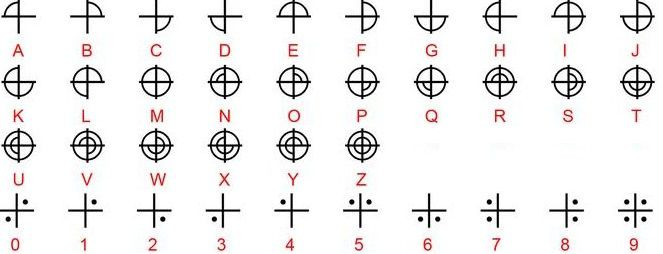 A B C D E F G H I J
K L M N O P Q R S T
U V W X Y Z
0 1 2 3 4 5 6 7 8 9